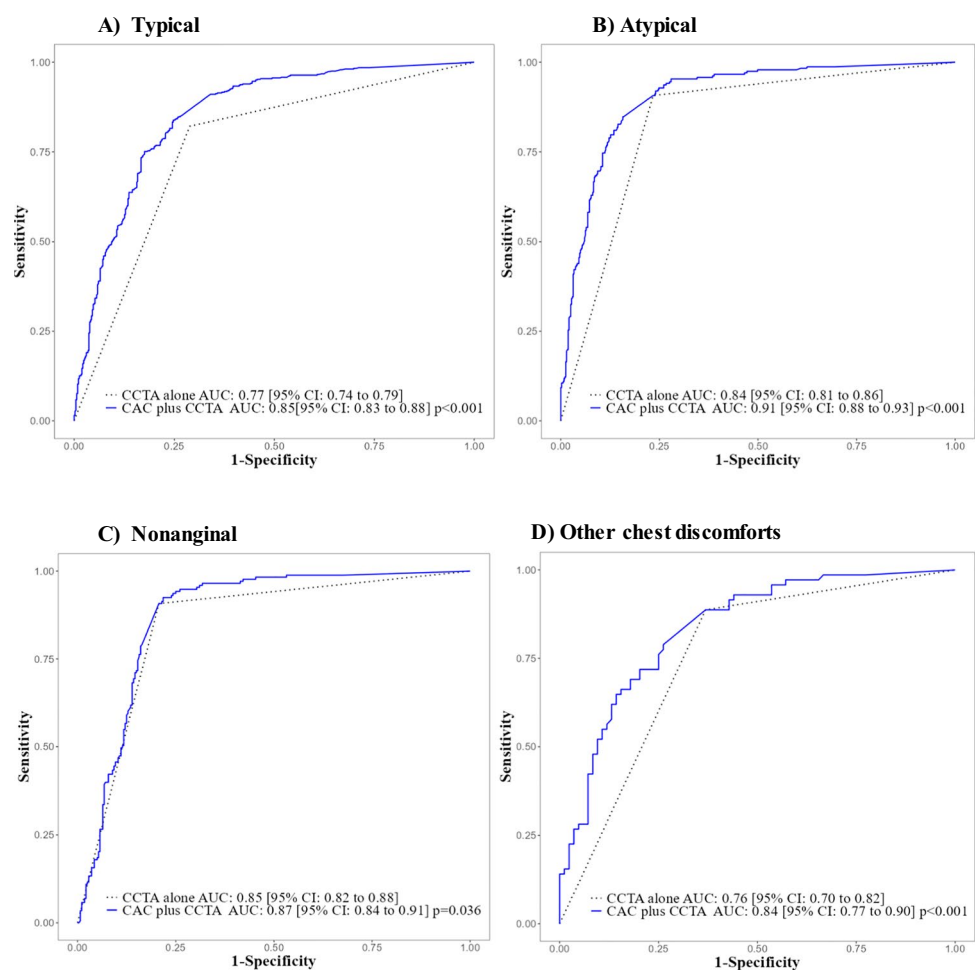 A) Typical
1.00
0.75
0.50
0.25
0.00
Sensitivity
CCTA alone AUC: 0.77 [95% CI: 0.74 to 0.79]
CAC plus CCTA AUC: 0.85[95% CI: 0.83 to 0.88] p<0.001
0.00 0.25 0.50 0.75 1.00
1-Specificity
B) Atypical
1.00
0.75
0.50
0.25
0.00
Sensitivity
CCTA alone AUC: 0.84 [95% CI: 0.81 to 0.86]
CAC plus CCTA AUC: 0.91 [95% CI: 0.88 to 0.93] p<0.001
0.00 0.25 0.50 0.75 1.00
1-Specificity
C) Nonanginal
1.00
0.75
0.50
0.25
0.00
Sensitivity
CCTA alone AUC: 0.85 [95% CI: 0.82 to 0.88]
CAC plus CCTA AUC: 0.87 [95% CI: 0.84 to 0.91] p=0.036
0.00 0.25 0.50 0.75 1.00
1-Specificity
D) Other chest discomforts
1.00
0.75
0.50
0.25
0.00
Sensitivity
CCTA alone AUC: 0.76 [95% CI: 0.70 to 0.82]
CAC plus CCTA AUC: 0.84 [95% CI: 0.77 to 0.90] p<0.001
0.00 0.25 0.50 0.75 1.00
1-Specificity